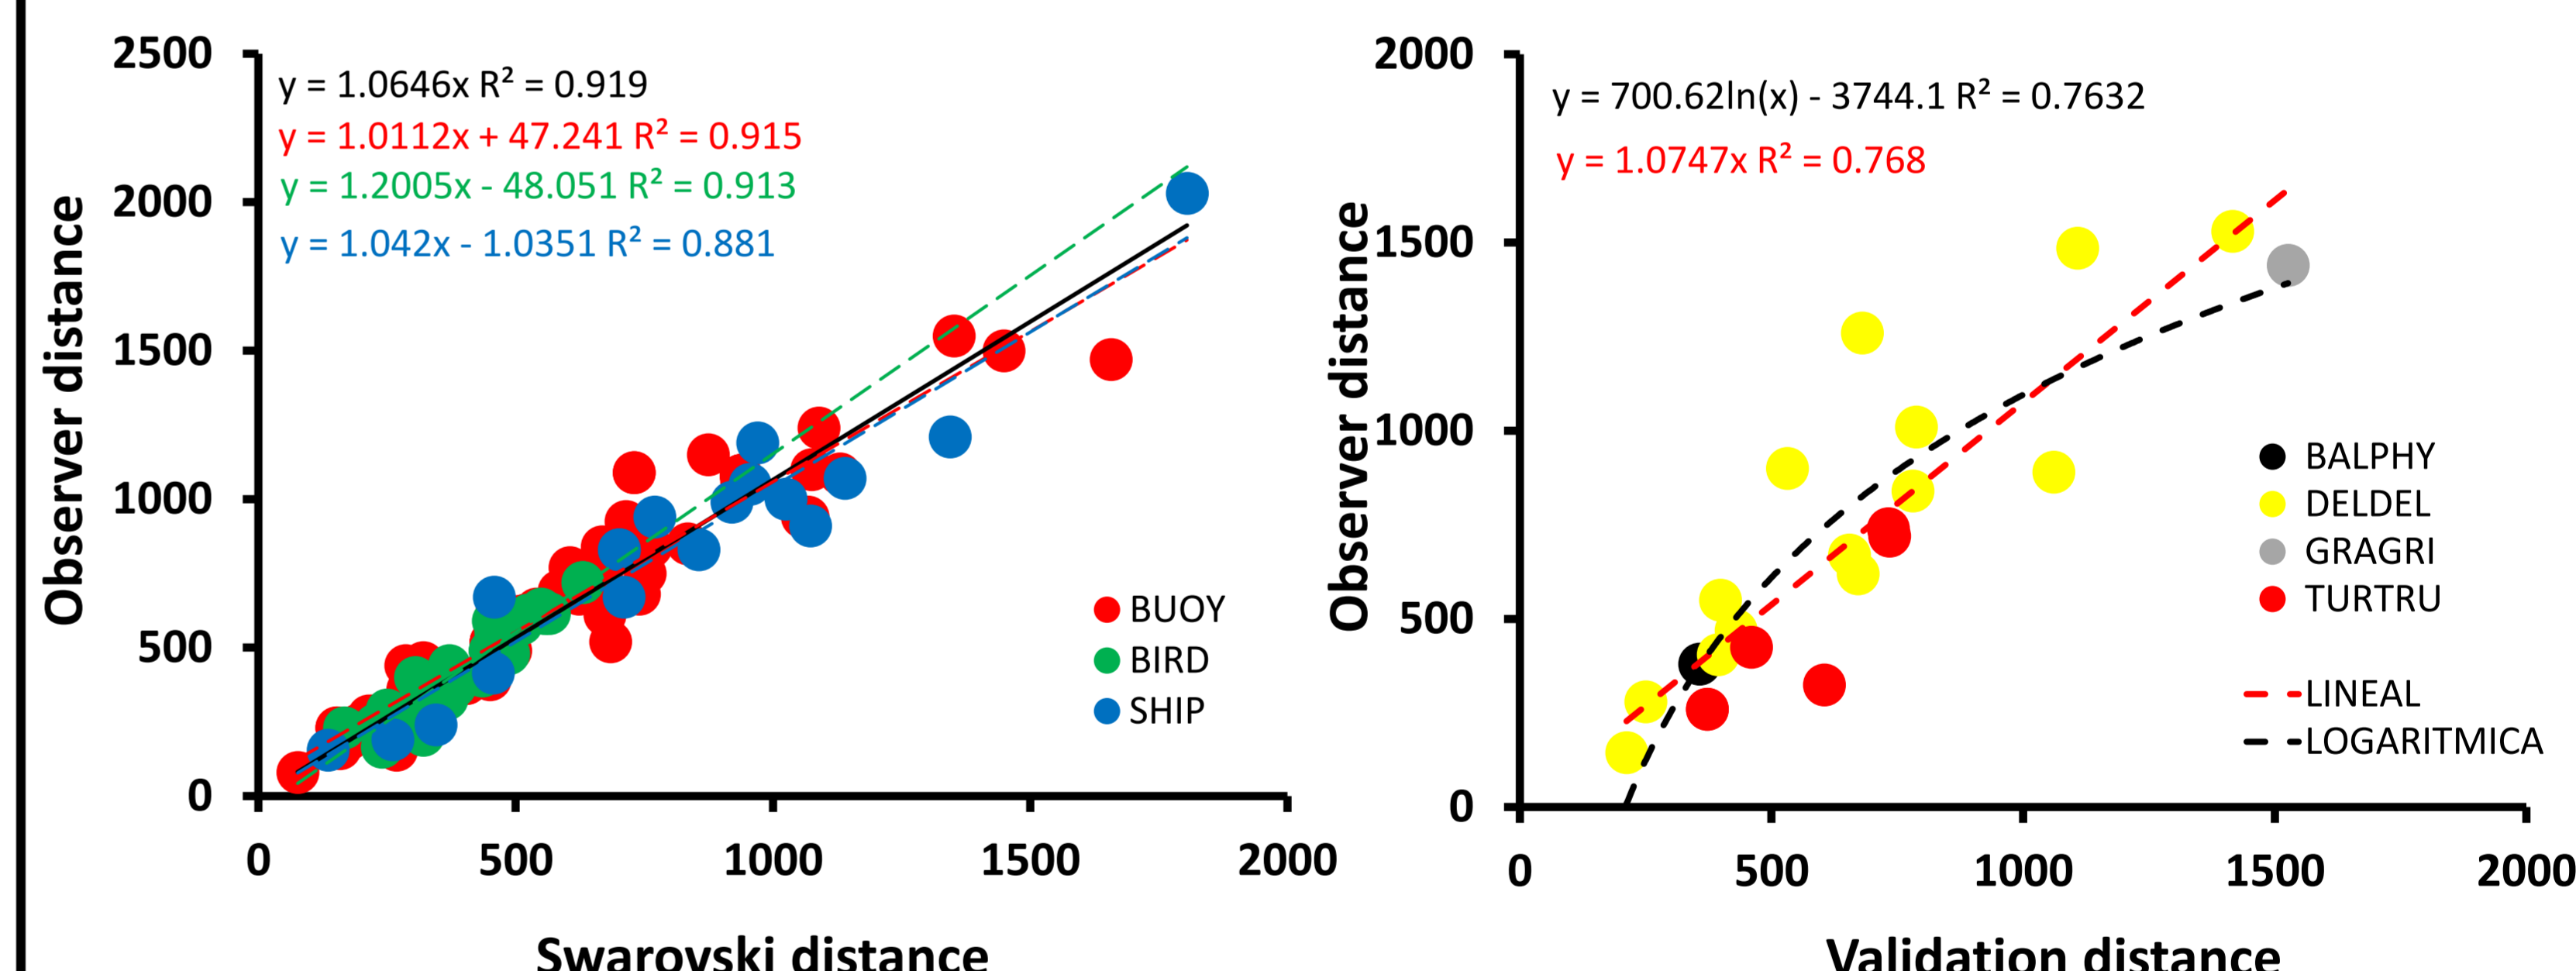 2500
2000
1500
1000
500
0
0 500 1000 1500 2000
Observer distance
Swarovski distance
y = 1.0646x R² = 0.919
y = 1.0112x + 47.241 R² = 0.915
y = 1.2005x - 48.051 R² = 0.913
y = 1.042x - 1.0351 R² = 0.881
BUOY
BIRD
SHIP
2000
1500
1000
500
0
0 500 1000 1500 2000
Observer distance
Validation distance
y = 700.62ln(x) - 3744.1 R² = 0.7632
y = 1.0747x R² = 0.768
BALPHY
DELDEL
GRAGRI
TURTRU
LINEAL
LOGARITMICA